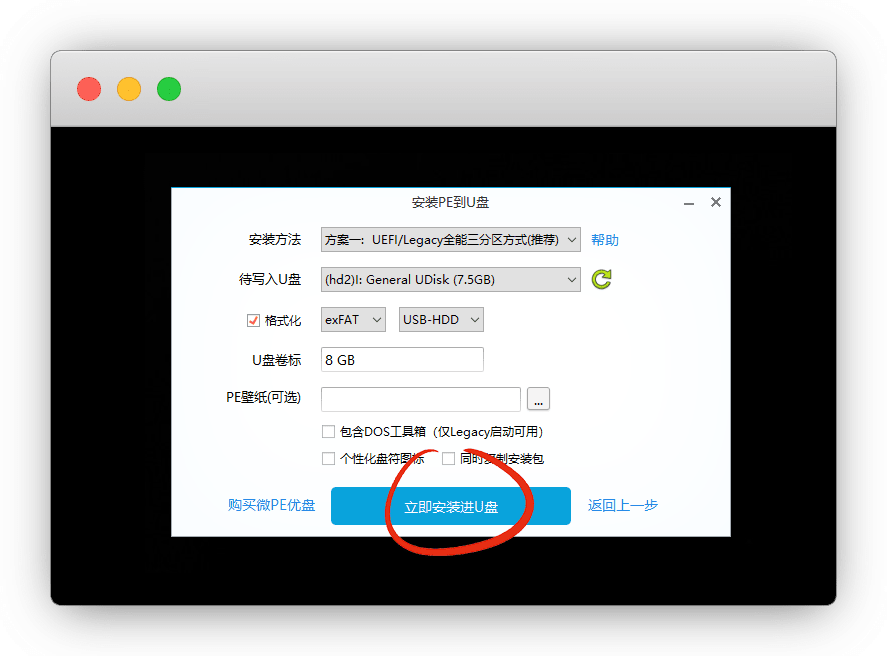 安装PE到U盘
安装方法 方案一：UEFI/Legacy全能三分区方式(推荐) 帮助
待写入U盘 (hd2)I: General UDisk (7.5GB)
格式化 exFAT USB-HDD
U盘卷标 8 GB
PE壁纸(可选) ...
包含DOS工具箱（仅Legacy启动可用）
个性化盘符图标 同时复制安装包
购买微PE优盘 立即安装进U盘 返回上一步